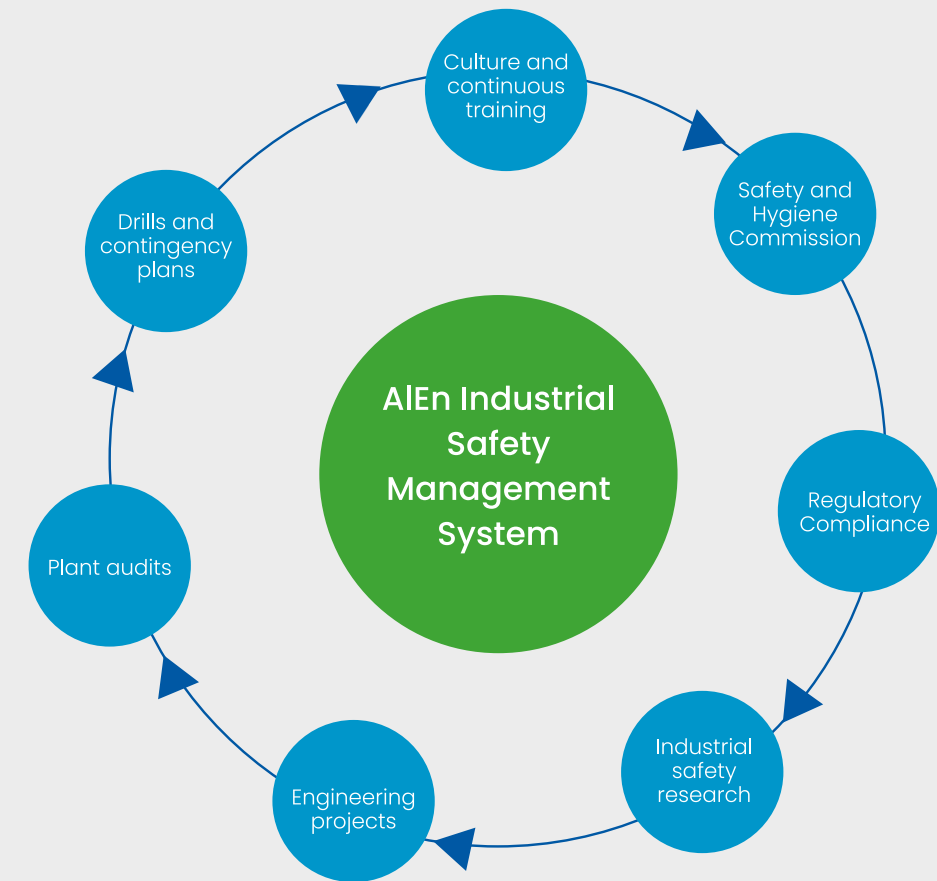 Culture and
continuous
training
Safety and
Hygiene
Commission
Regulatory
Compliance
Industrial
safety
research
Engineering
projects
Plant audits
Drills and
contingency
plans
AlEn Industrial
Safety
Management
System